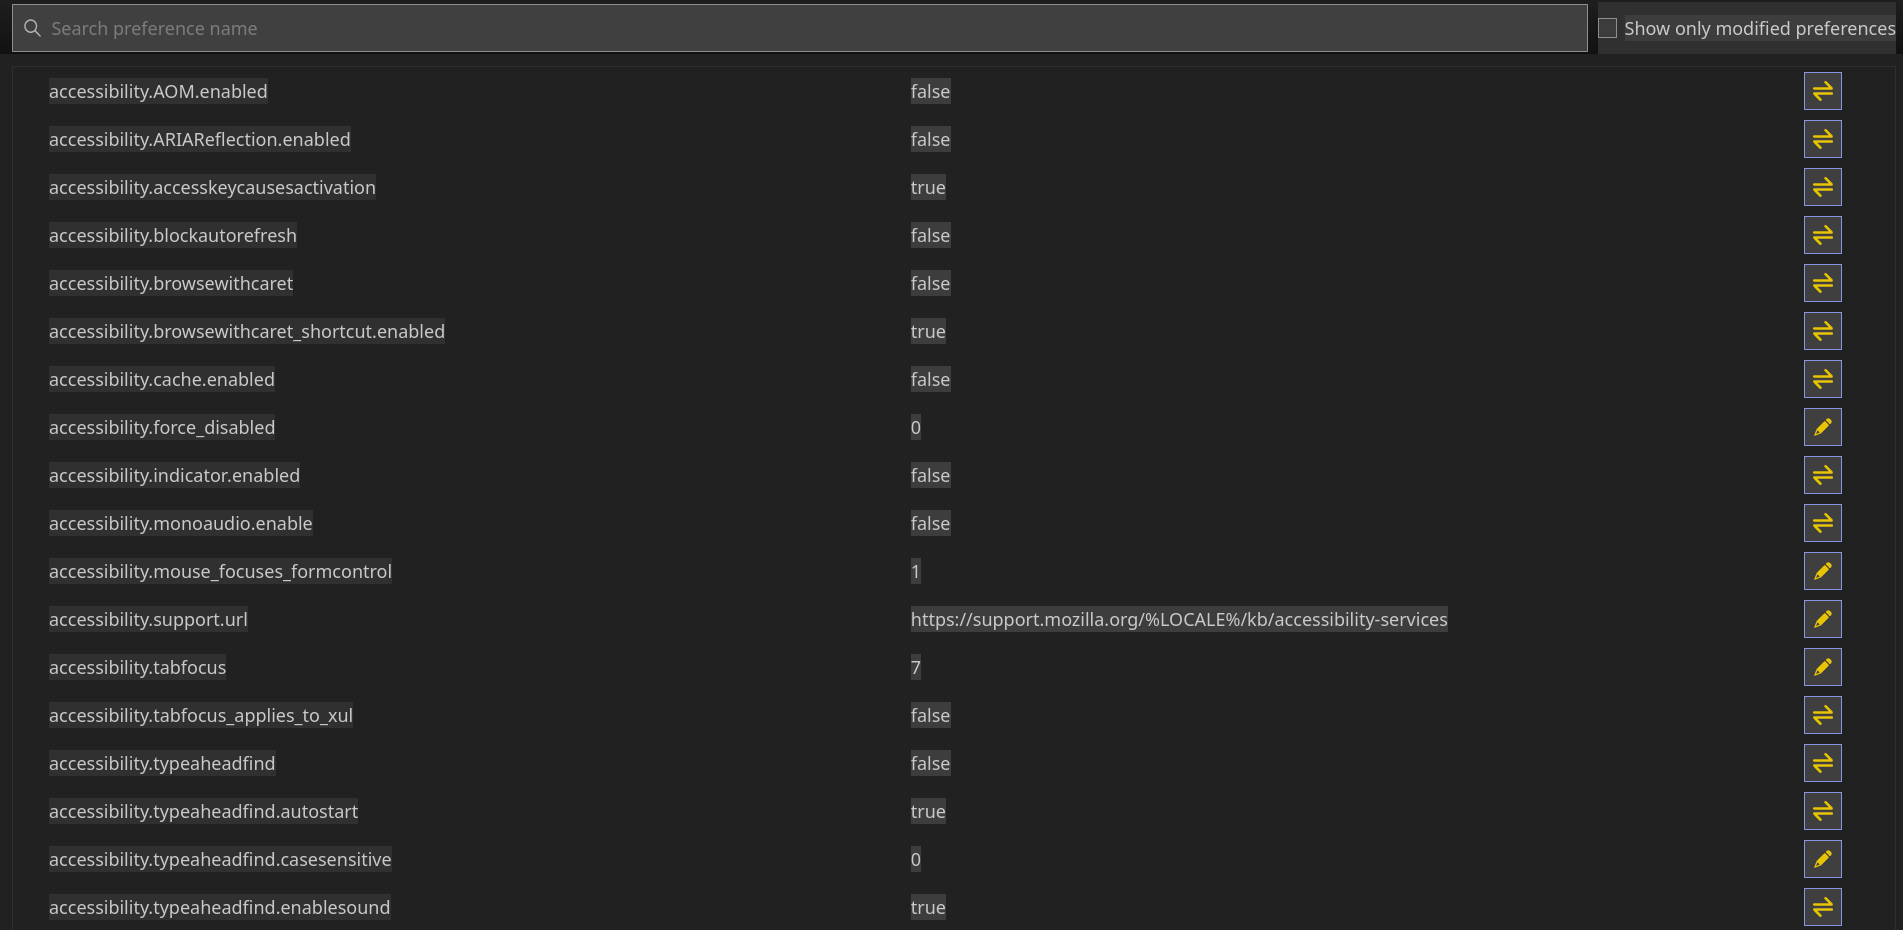 Search preference name
Show only modified preferences
accessibility.AOM.enabled false
accessibility.ARIAReflection.enabled false
accessibility.accesskeycausesactivation true
accessibility.blockautorefresh false
accessibility.browsewithcaret false
accessibility.browsewithcaret_shortcut.enabled true
accessibility.cache.enabled false
accessibility.force_disabled 0
accessibility.indicator.enabled false
accessibility.monoaudio.enable false
accessibility.mouse_focuses_formcontrol 1
accessibility.support.url https://support.mozilla.org/%LOCALE%/kb/accessibility-services
accessibility.tabfocus 7
accessibility.tabfocus_applies_to_xul false
accessibility.typeaheadfind false
accessibility.typeaheadfind.autostart true
accessibility.typeaheadfind.casesensitive 0
accessibility.typeaheadfind.enablesound true